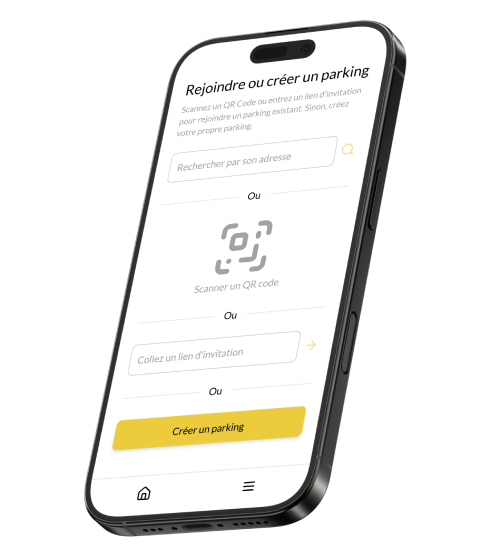 Rejoindre ou créer un parking
Scannez un QR Code ou entrez un lien d'invitation
pour rejoindre un parking existant. Sinon, créez
votre propre parking.
Rechercher par son adresse
Ou
Scanner un QR code
Ou
Collez un lien d'invitation
Ou
Créer un parking